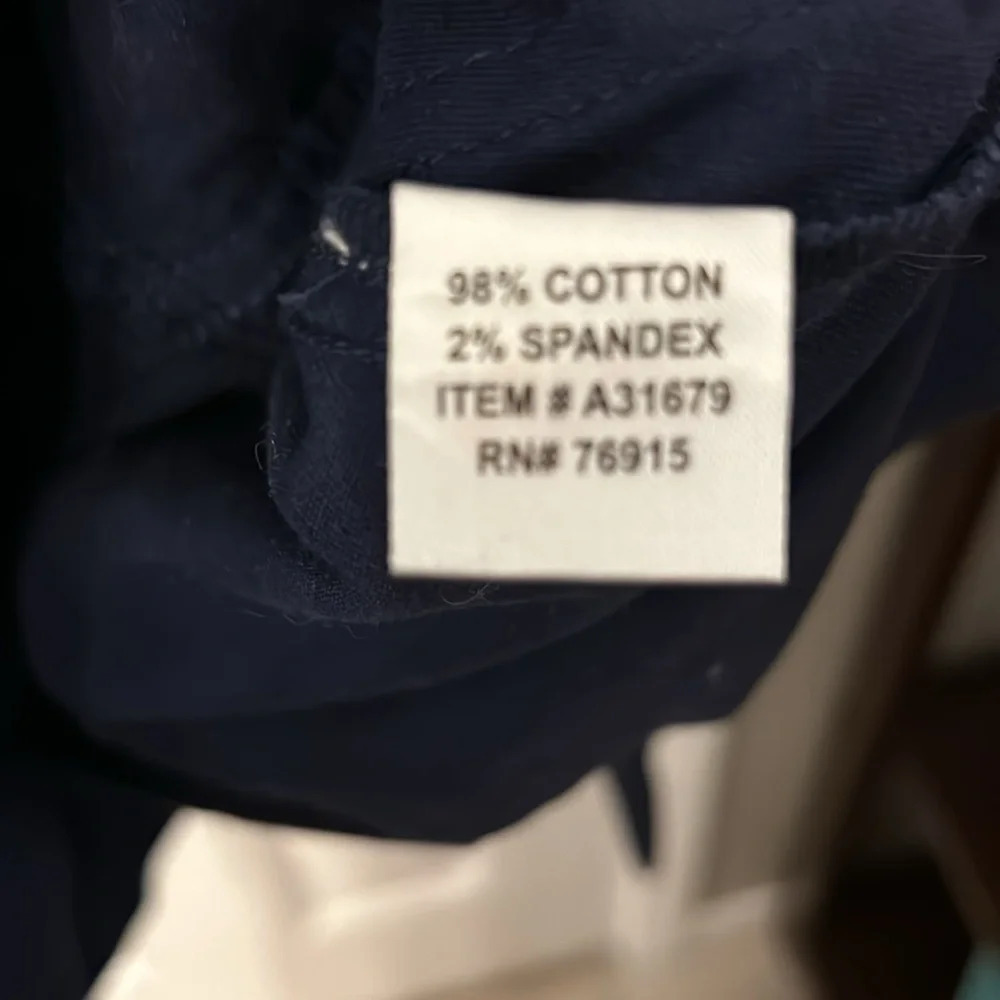 98% COTTON
2% SPANDEX
ITEM # A31679
RN# 76915